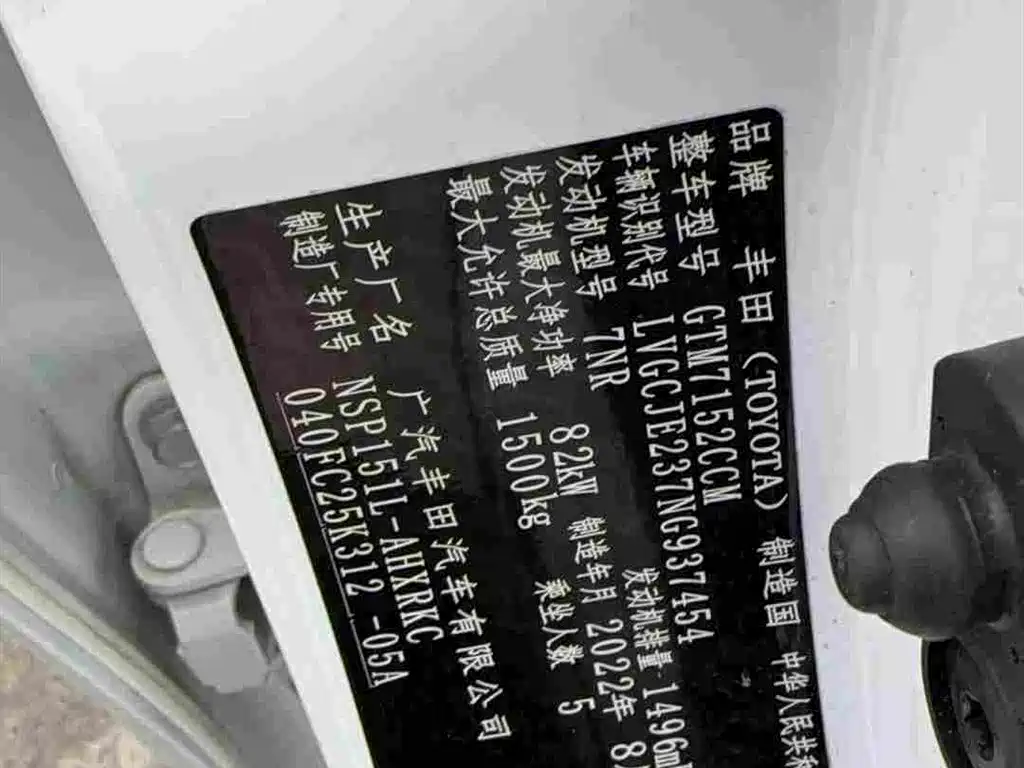 品牌 丰田 (TOYOTA) 制造国 中华人民共和
整车型号 GTM7152CCM
车辆识别代号 LVGCJE237NG937454 发动机排量 1496m
发动机型号 7NR 制造年月 2022年 8
发动机最大净功率 82kW 乘坐人数 5
最大允许总质量 1500kg
生产厂名 广汽丰田汽车有限公司
制造厂专用号 NSP151L-AHXRKC
040FC25K312 -05A